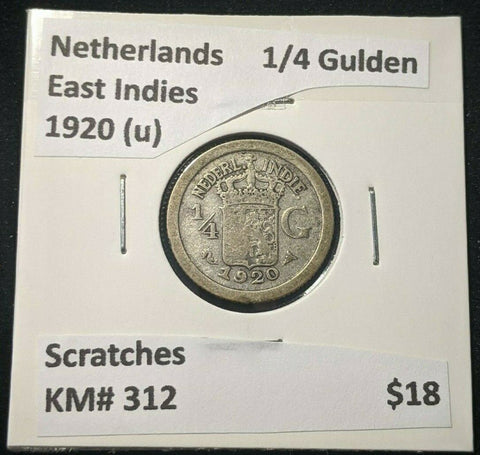 Netherlands 1/4 Gulden
East Indies
1920 (u)
NEDERL. INDIE
1/4 G
1920
Scratches
KM# 312 $18